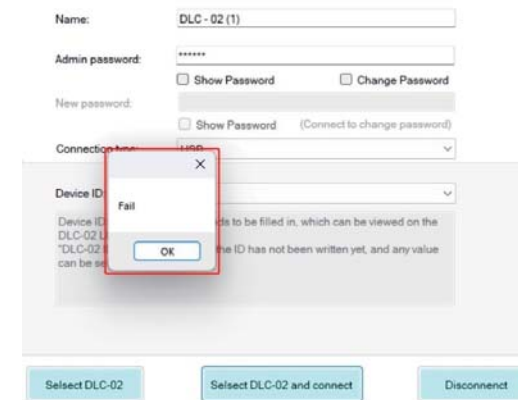 Name:
DLC - 02 (1)
Admin password:
******
Show Password
Change Password
New password:
Show Password
(Connect to change password)
Connection type:
USB
Device ID:
Fail
OK
Device ID ds to be filled in, which can be viewed on the
DLC-02
"DLC-02 the ID has not been written yet, and any value
can be se
Selsect DLC-02
Selsect DLC-02 and connect
Disconnenct